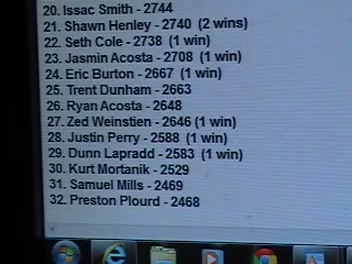 20. Issac Smith - 2744
21. Shawn Henley - 2740 (2 wins)
22. Seth Cole - 2738 (1 win)
23. Jasmin Acosta - 2708 (1 win)
24. Eric Burton - 2667 (1 win)
25. Trent Dunham - 2663
26. Ryan Acosta - 2648
27. Zed Weinstien - 2646 (1 win)
28. Justin Perry - 2588 (1 win)
29. Dunn Lapradd - 2583 (1 win)
30. Kurt Mortanik - 2529
31. Samuel Mills - 2469
32. Preston Plourd - 2468